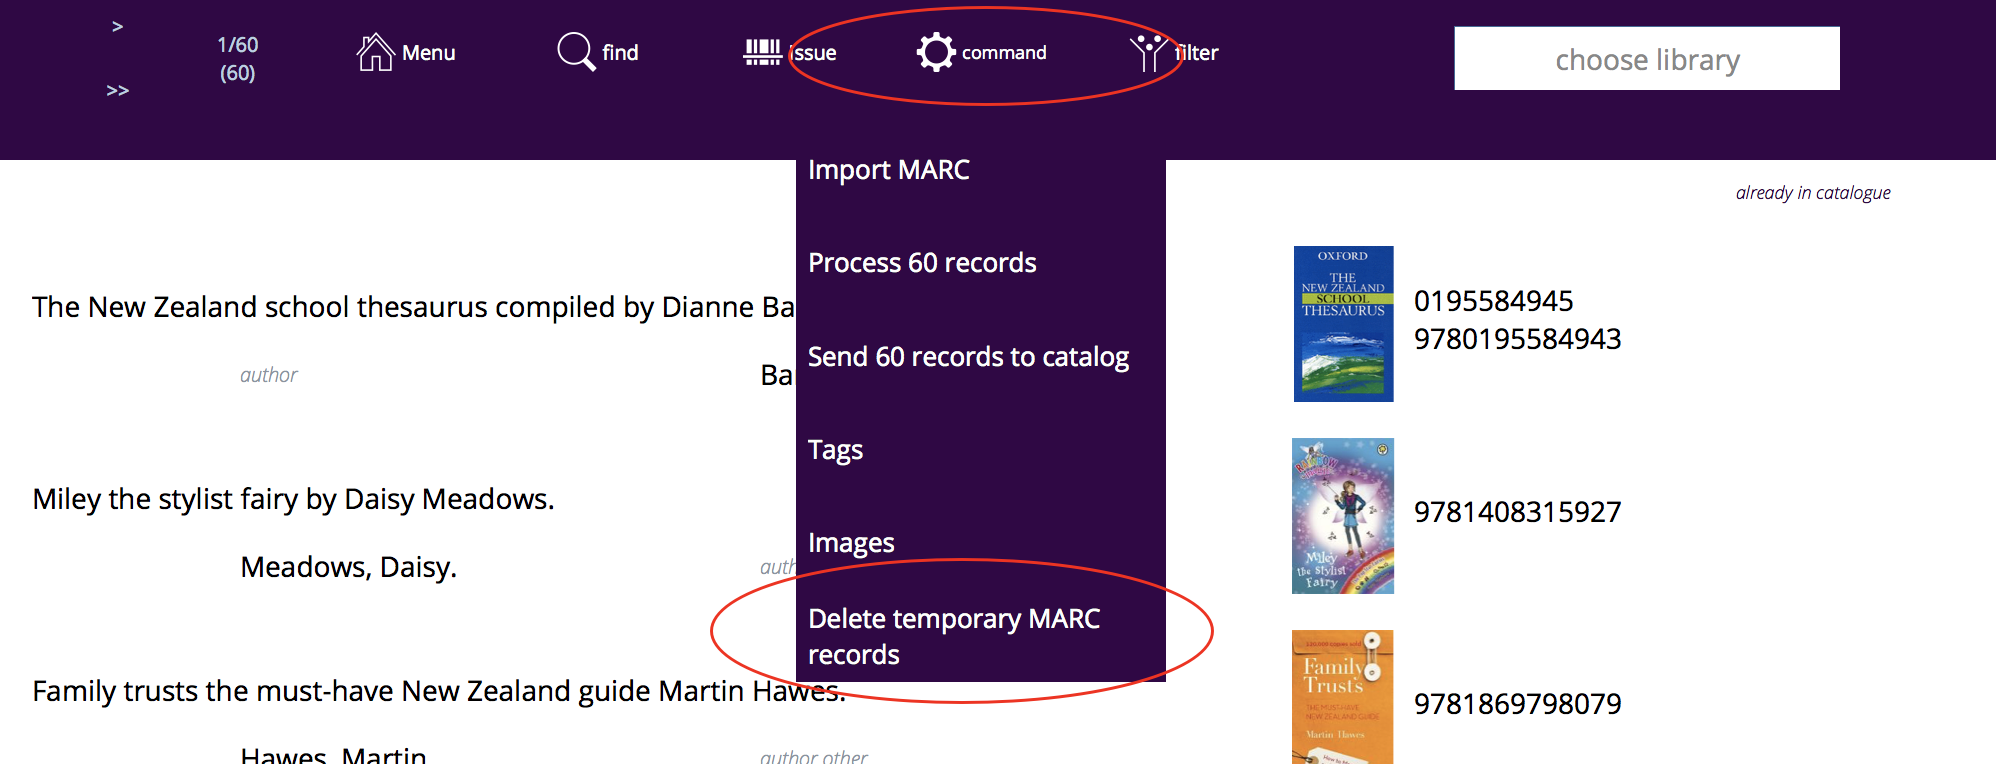 >
1/60
(60)
>>
Menu
find
issue
command
filter
choose library
Import MARC
Process 60 records
Send 60 records to catalog
Tags
Images
Delete temporary MARC
records
already in catalogue
The New Zealand school thesaurus compiled by Dianne Ba
author
Ba
OXFORD
THE
NEW ZEALAND
SCHOOL
THESAURUS
0195584945
9780195584943
Miley the stylist fairy by Daisy Meadows.
Meadows, Daisy.
auth
RAINBOW
Miley
the Stylist
Fairy
9781408315927
Family trusts the must-have New Zealand guide Martin Hawes.
Hawes, Martin
author other
Family
Trusts
THE MUST-HAVE
NEW ZEALAND GUIDE
Martin Hawes
9781869798079